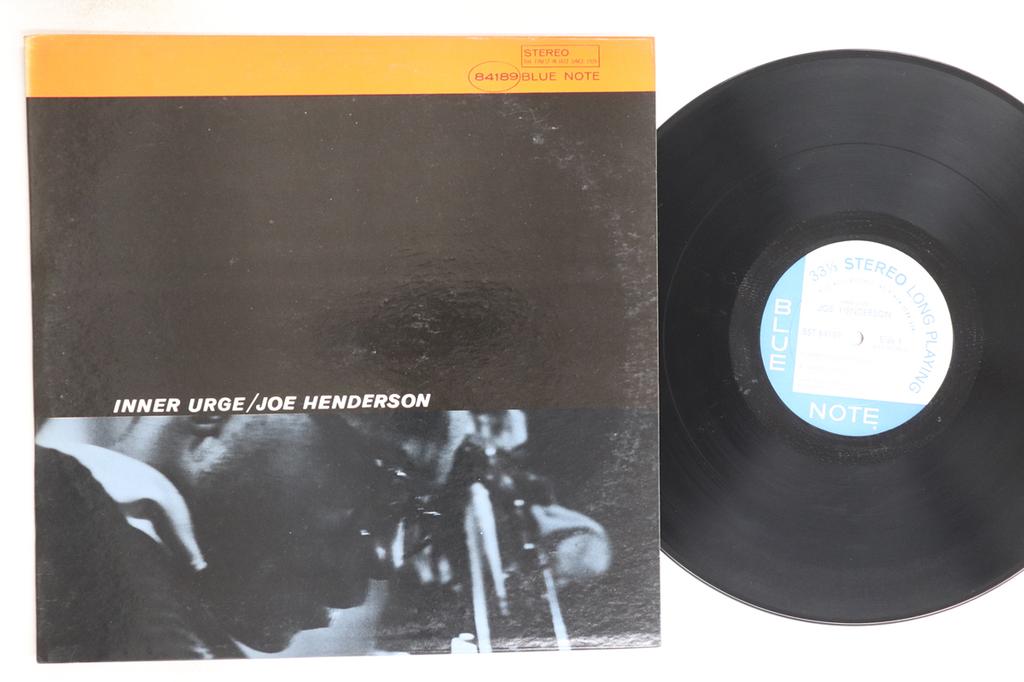 STEREO
THE FINEST IN JAZZ SINCE 1939
84189 BLUE NOTE
INNER URGE/JOE HENDERSON
33⅓ STEREO LONG PLAYING
JOE HENDERSON
BLUE
NOTE